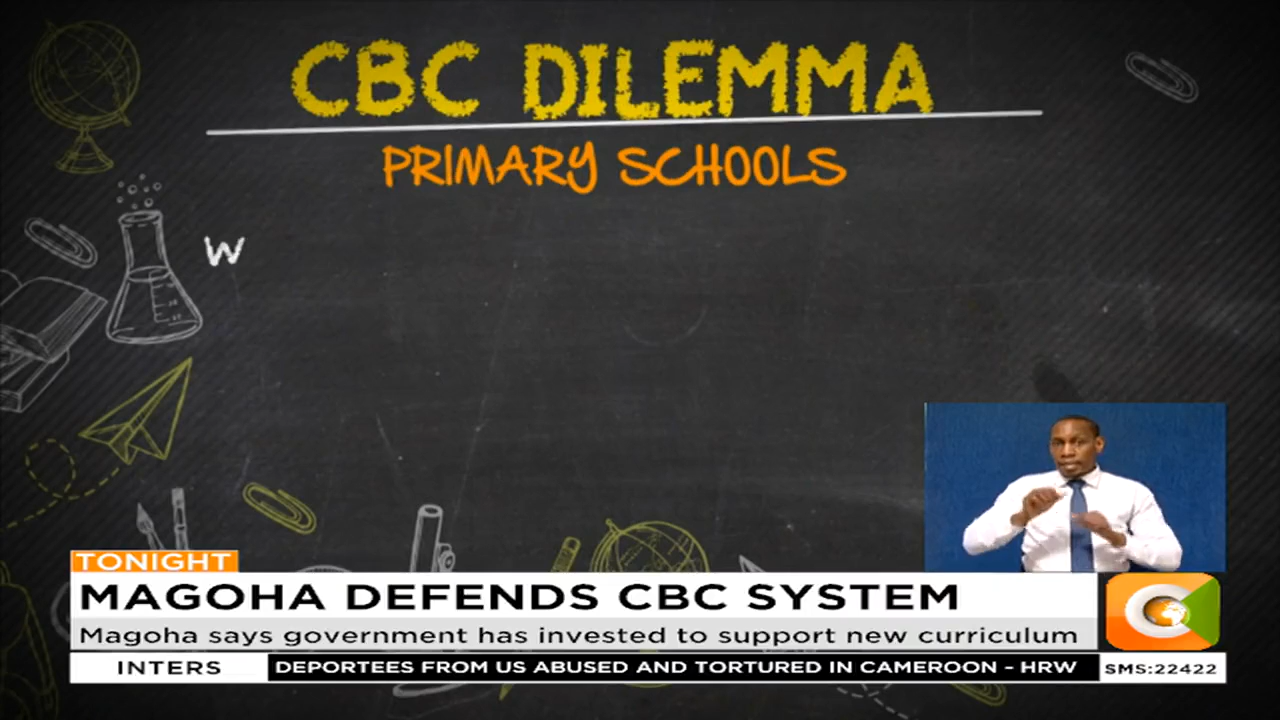 CBC DILEMMA
PRIMARY SCHOOLS
W
TONIGHT
MAGOHA DEFENDS CBC SYSTEM
Magoha says government has invested to support new curriculum
INTERS DEPORTEES FROM US ABUSED AND TORTURED IN CAMEROON - HRW SMS:22422